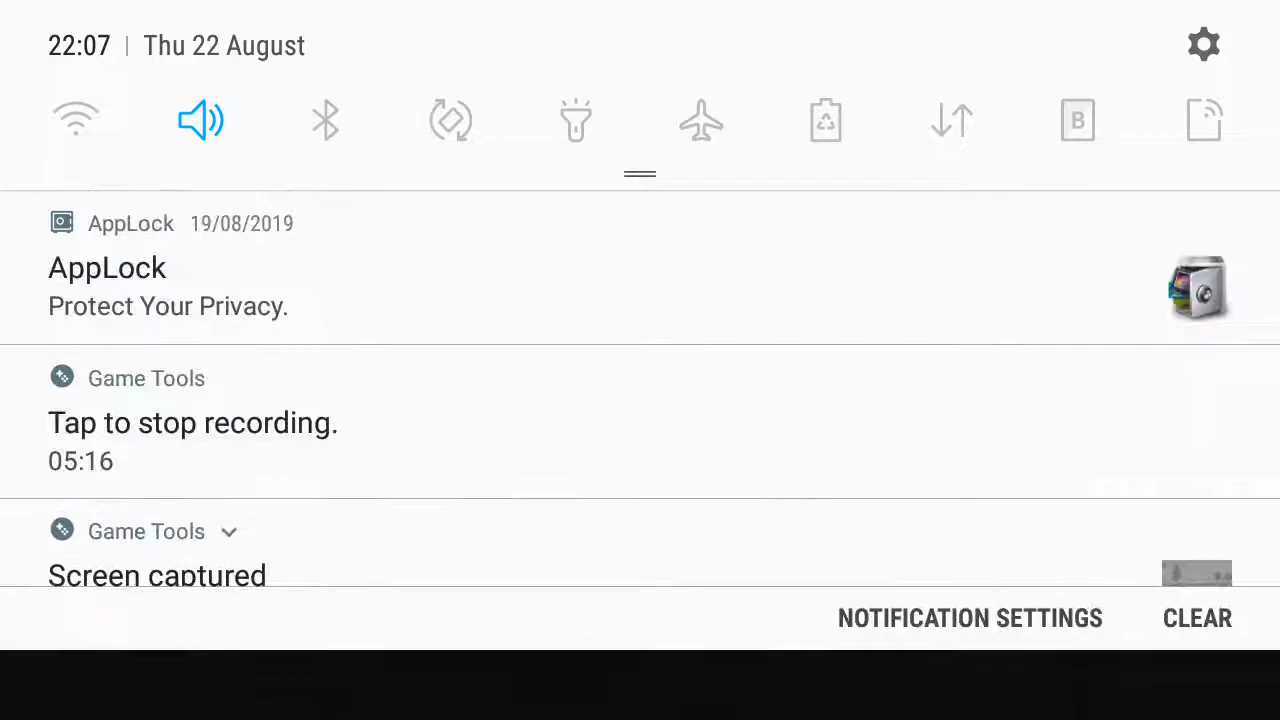 22:07 | Thu 22 August
B
AppLock 19/08/2019
AppLock
Protect Your Privacy.
Game Tools
Tap to stop recording.
05:16
Game Tools
Screen captured
NOTIFICATION SETTINGS CLEAR